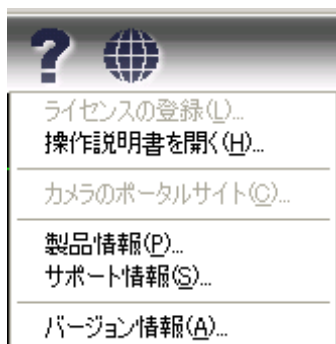 ?
ライセンスの登録(L)...
操作説明書を開く(H)...
カメラのポータルサイト(C)...
製品情報(P)...
サポート情報(S)...
バージョン情報(A)...